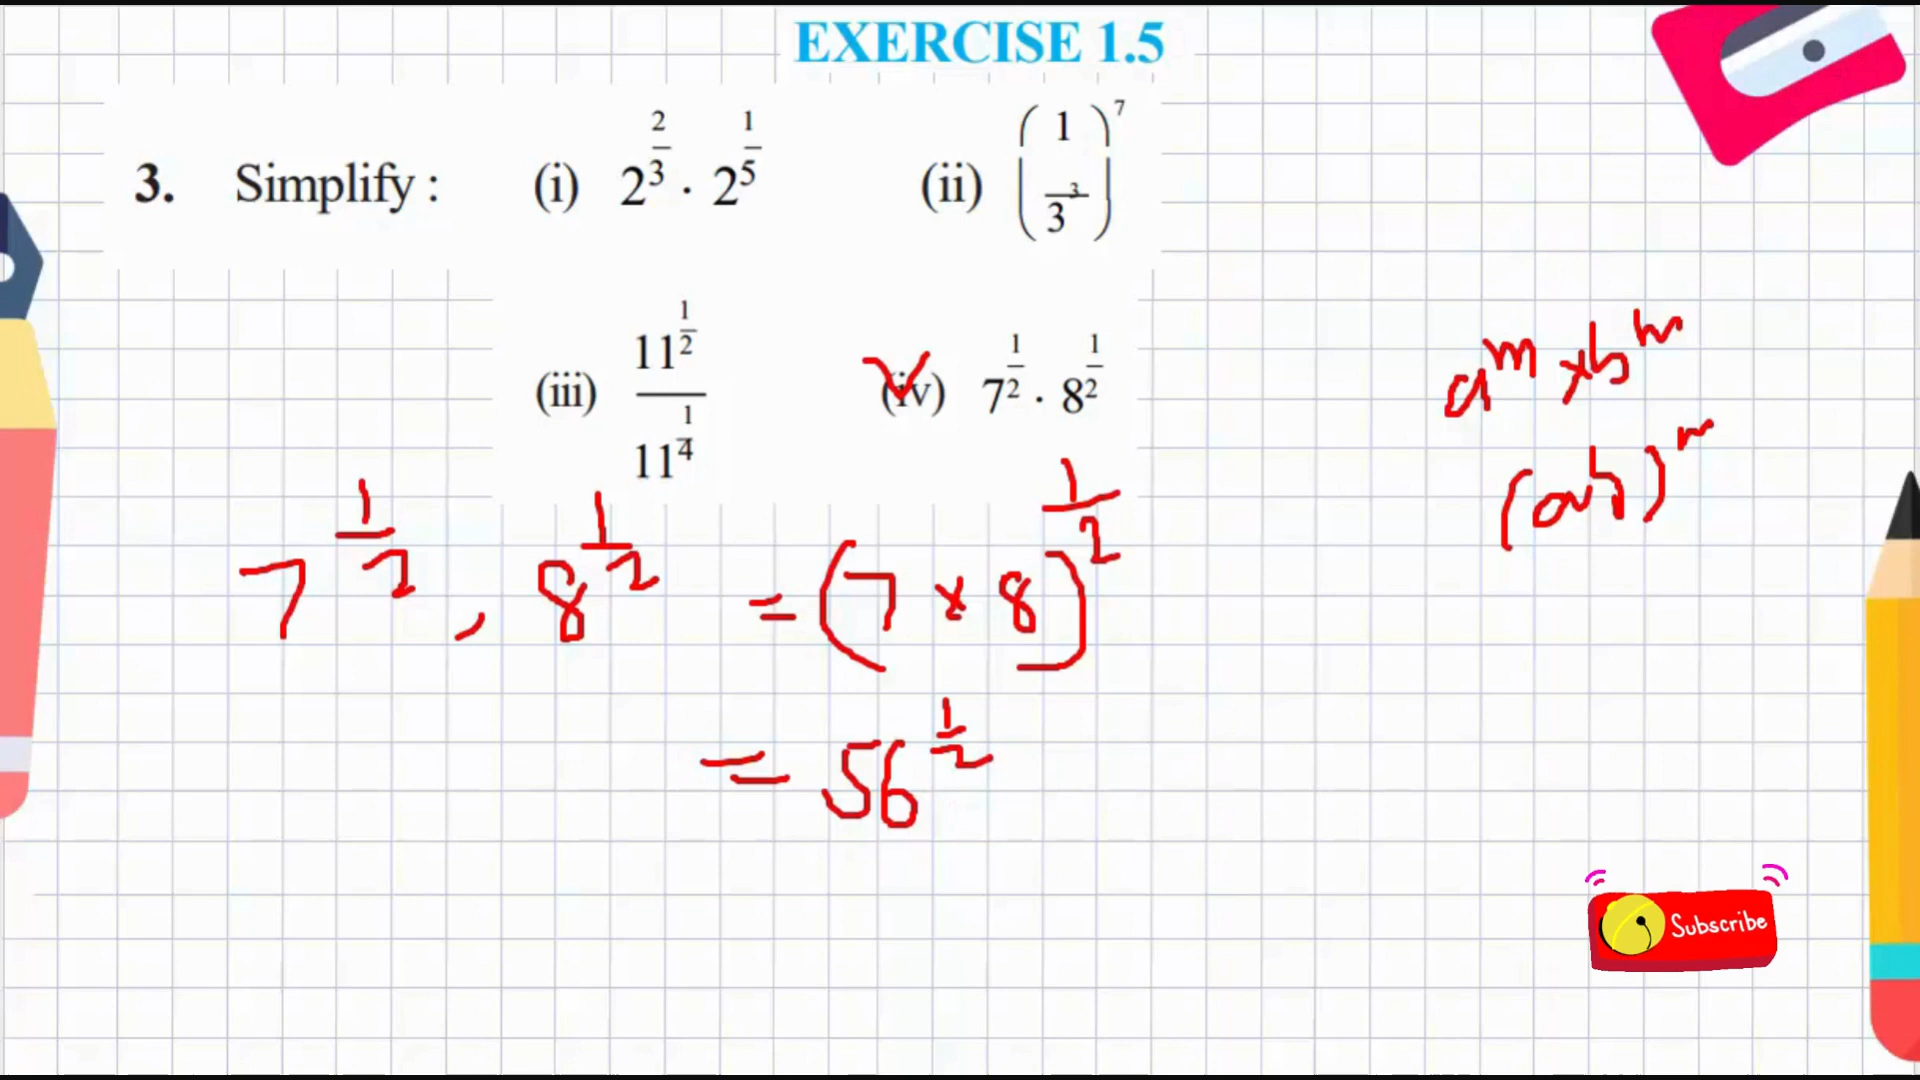 EXERCISE 1.5
3. Simplify : (i) 2^(2/3) · 2^(1/5) (ii) (1/3^3)^7
(iii) 11^(1/2) / 11^(1/4) (iv) 7^(1/2) · 8^(1/2)
a^m × b^m
(ab)^m
7^(1/2) , 8^(1/2) = (7 × 8)^(1/2)
= 56^(1/2)
Subscribe